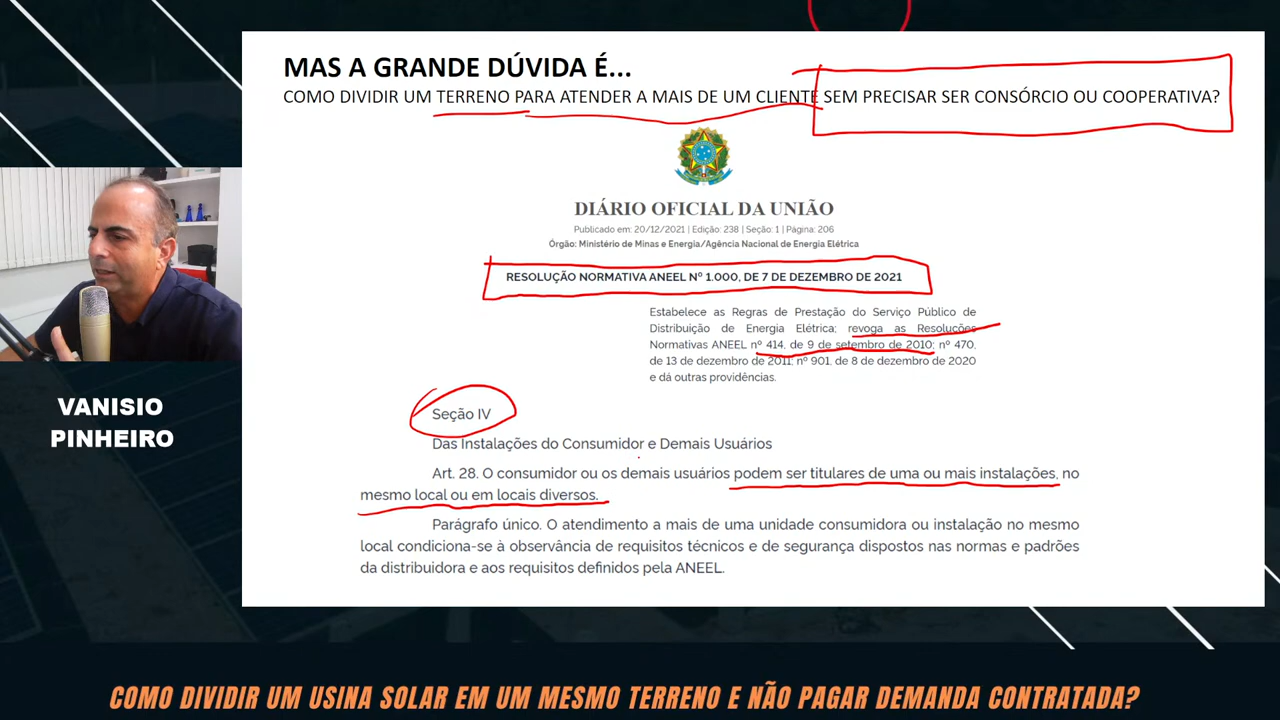 MAS A GRANDE DÚVIDA É...
COMO DIVIDIR UM TERRENO PARA ATENDER A MAIS DE UM CLIENTE SEM PRECISAR SER CONSÓRCIO OU COOPERATIVA?
DIÁRIO OFICIAL DA UNIÃO
Publicado em: 20/12/2021 | Edição: 238 | Seção: 1 | Página: 206
Órgão: Ministério de Minas e Energia/Agência Nacional de Energia Elétrica
RESOLUÇÃO NORMATIVA ANEEL Nº 1.000, DE 7 DE DEZEMBRO DE 2021
Estabelece as Regras de Prestação do Serviço Público de
Distribuição de Energia Elétrica; revoga as Resoluções
Normativas ANEEL nº 414, de 9 de setembro de 2010; nº 470,
de 13 de dezembro de 2011; nº 901, de 8 de dezembro de 2020
e dá outras providências.
VANISIO
PINHEIRO
Seção IV
Das Instalações do Consumidor e Demais Usuários
Art. 28. O consumidor ou os demais usuários podem ser titulares de uma ou mais instalações, no
mesmo local ou em locais diversos.
Parágrafo único. O atendimento a mais de uma unidade consumidora ou instalação no mesmo
local condiciona-se à observância de requisitos técnicos e de segurança dispostos nas normas e padrões
da distribuidora e aos requisitos definidos pela ANEEL.
COMO DIVIDIR UM USINA SOLAR EM UM MESMO TERRENO E NÃO PAGAR DEMANDA CONTRATADA?